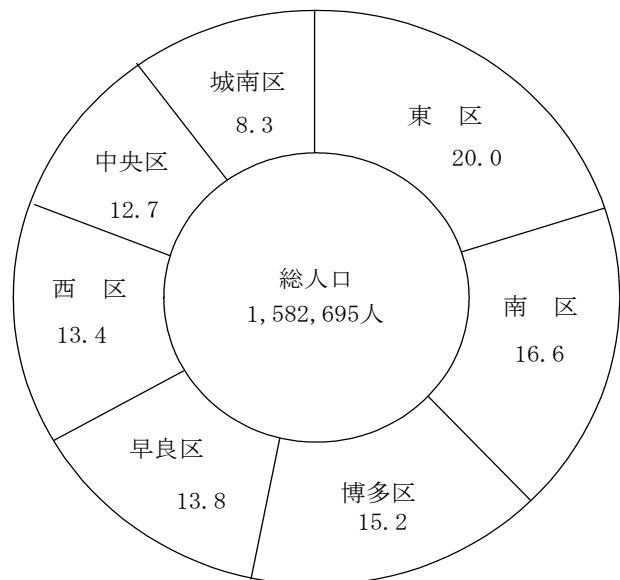 城南区
8.3
東 区
20.0
中央区
12.7
西 区
13.4
総人口
1,582,695人
南 区
16.6
早良区
13.8
博多区
15.2